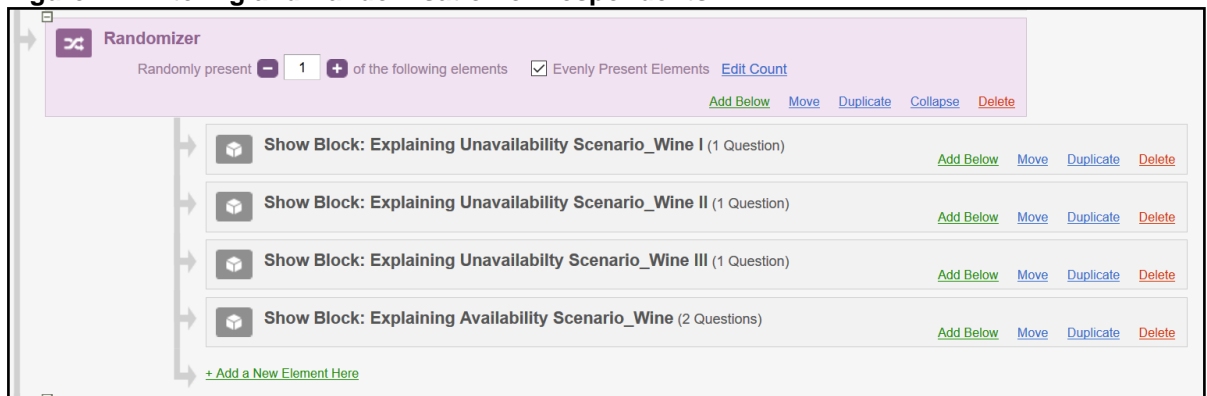 Randomizer
Randomly present 1 of the following elements Evenly Present Elements Edit Count
Add Below Move Duplicate Collapse Delete
Show Block: Explaining Unavailability Scenario_Wine I (1 Question)
Add Below Move Duplicate Delete
Show Block: Explaining Unavailability Scenario_Wine II (1 Question)
Add Below Move Duplicate Delete
Show Block: Explaining Unavailabilty Scenario_Wine III (1 Question)
Add Below Move Duplicate Delete
Show Block: Explaining Availability Scenario_Wine (2 Questions)
Add Below Move Duplicate Delete
+ Add a New Element Here